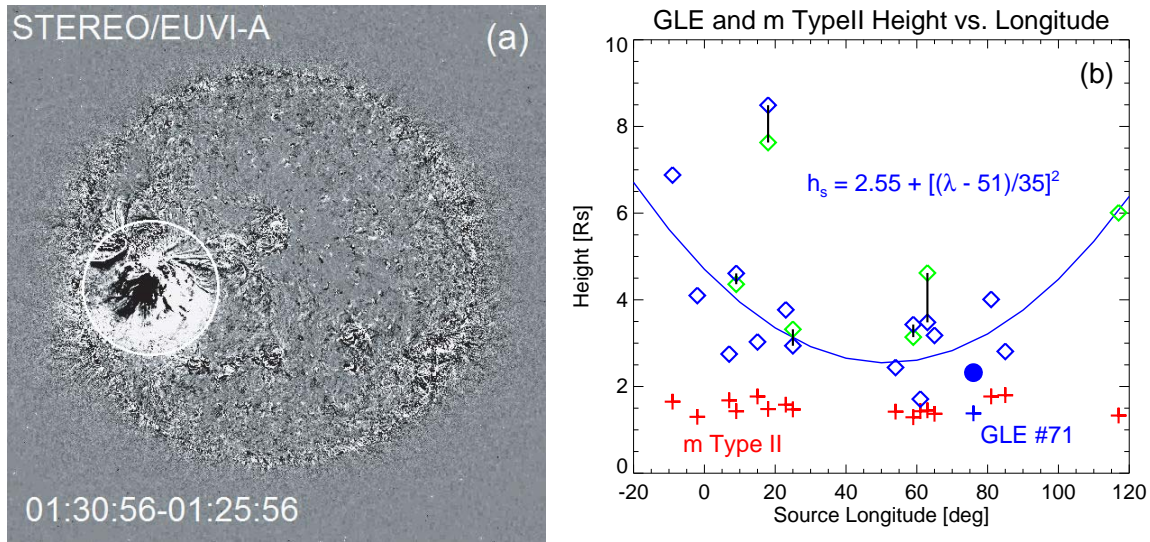 STEREO/EUVI-A
(a)
01:30:56-01:25:56
GLE and m TypeII Height vs. Longitude
(b)
h_s = 2.55 + [(λ - 51)/35]²
m Type II
GLE #71
Height [Rs]
10
8
6
4
2
0
-20 0 20 40 60 80 100 120
Source Longitude [deg]